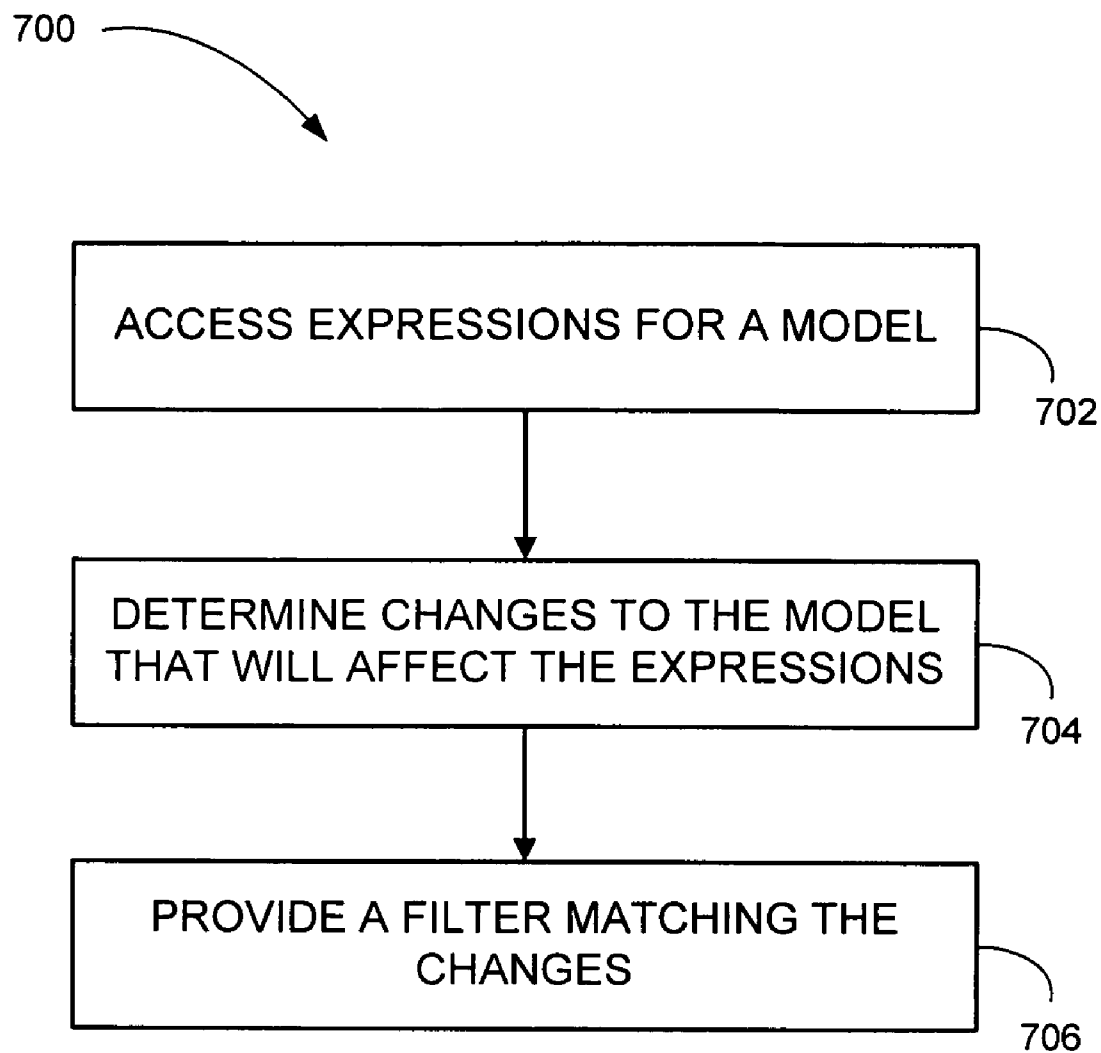 700
ACCESS EXPRESSIONS FOR A MODEL
702
DETERMINE CHANGES TO THE MODEL
THAT WILL AFFECT THE EXPRESSIONS
704
PROVIDE A FILTER MATCHING THE
CHANGES
706